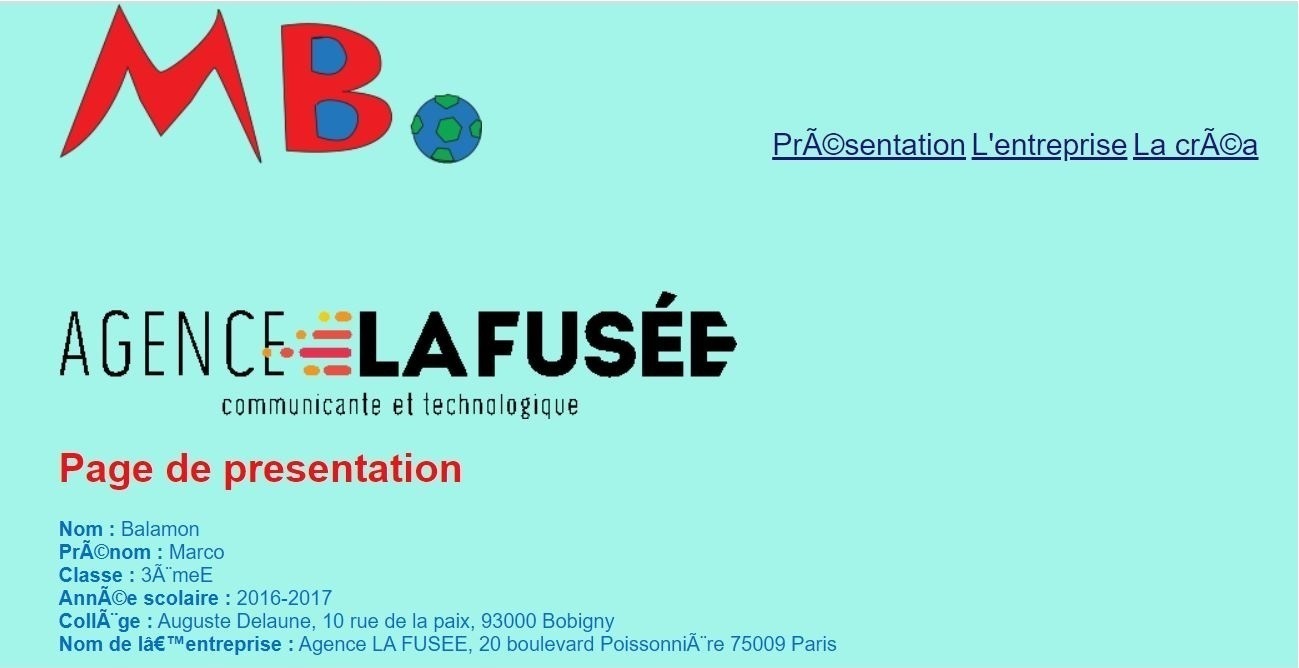 MB.
PrÃ©sentation L'entreprise La crÃ©a
AGENCE LA FUSÉE
communicante et technologique
Page de presentation
Nom : Balamon
PrÃ©nom : Marco
Classe : 3Ã¨meE
AnnÃ©e scolaire : 2016-2017
CollÃ¨ge : Auguste Delaune, 10 rue de la paix, 93000 Bobigny
Nom de lâ€™entreprise : Agence LA FUSEE, 20 boulevard PoissonniÃ¨re 75009 Paris